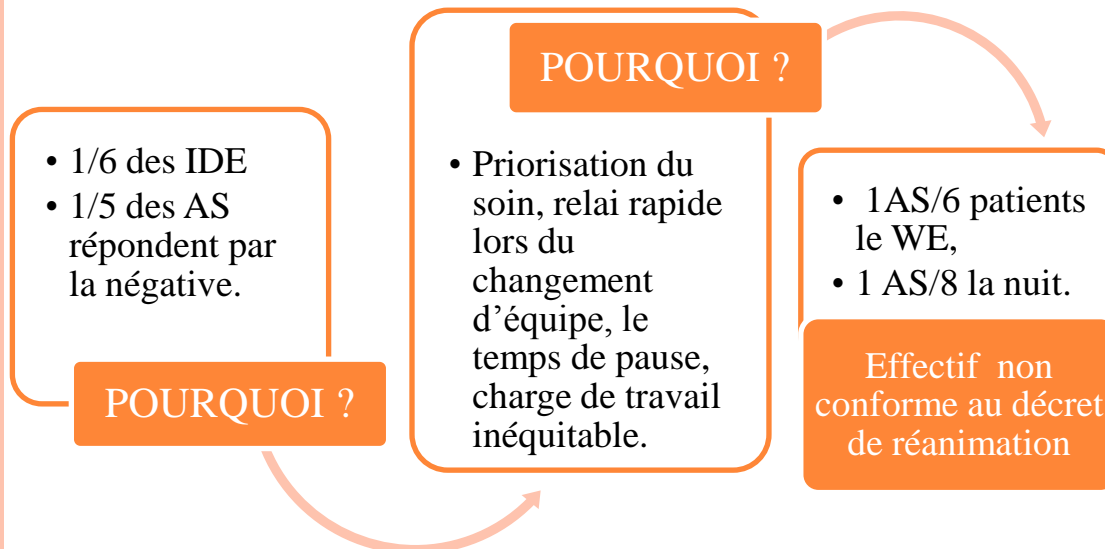 • 1/6 des IDE
• 1/5 des AS
répondent par
la négative.
POURQUOI ?
POURQUOI ?
• Priorisation du
soin, relai rapide
lors du
changement
d’équipe, le
temps de pause,
charge de travail
inéquitable.
• 1AS/6 patients
le WE,
• 1 AS/8 la nuit.
Effectif non
conforme au décret
de réanimation